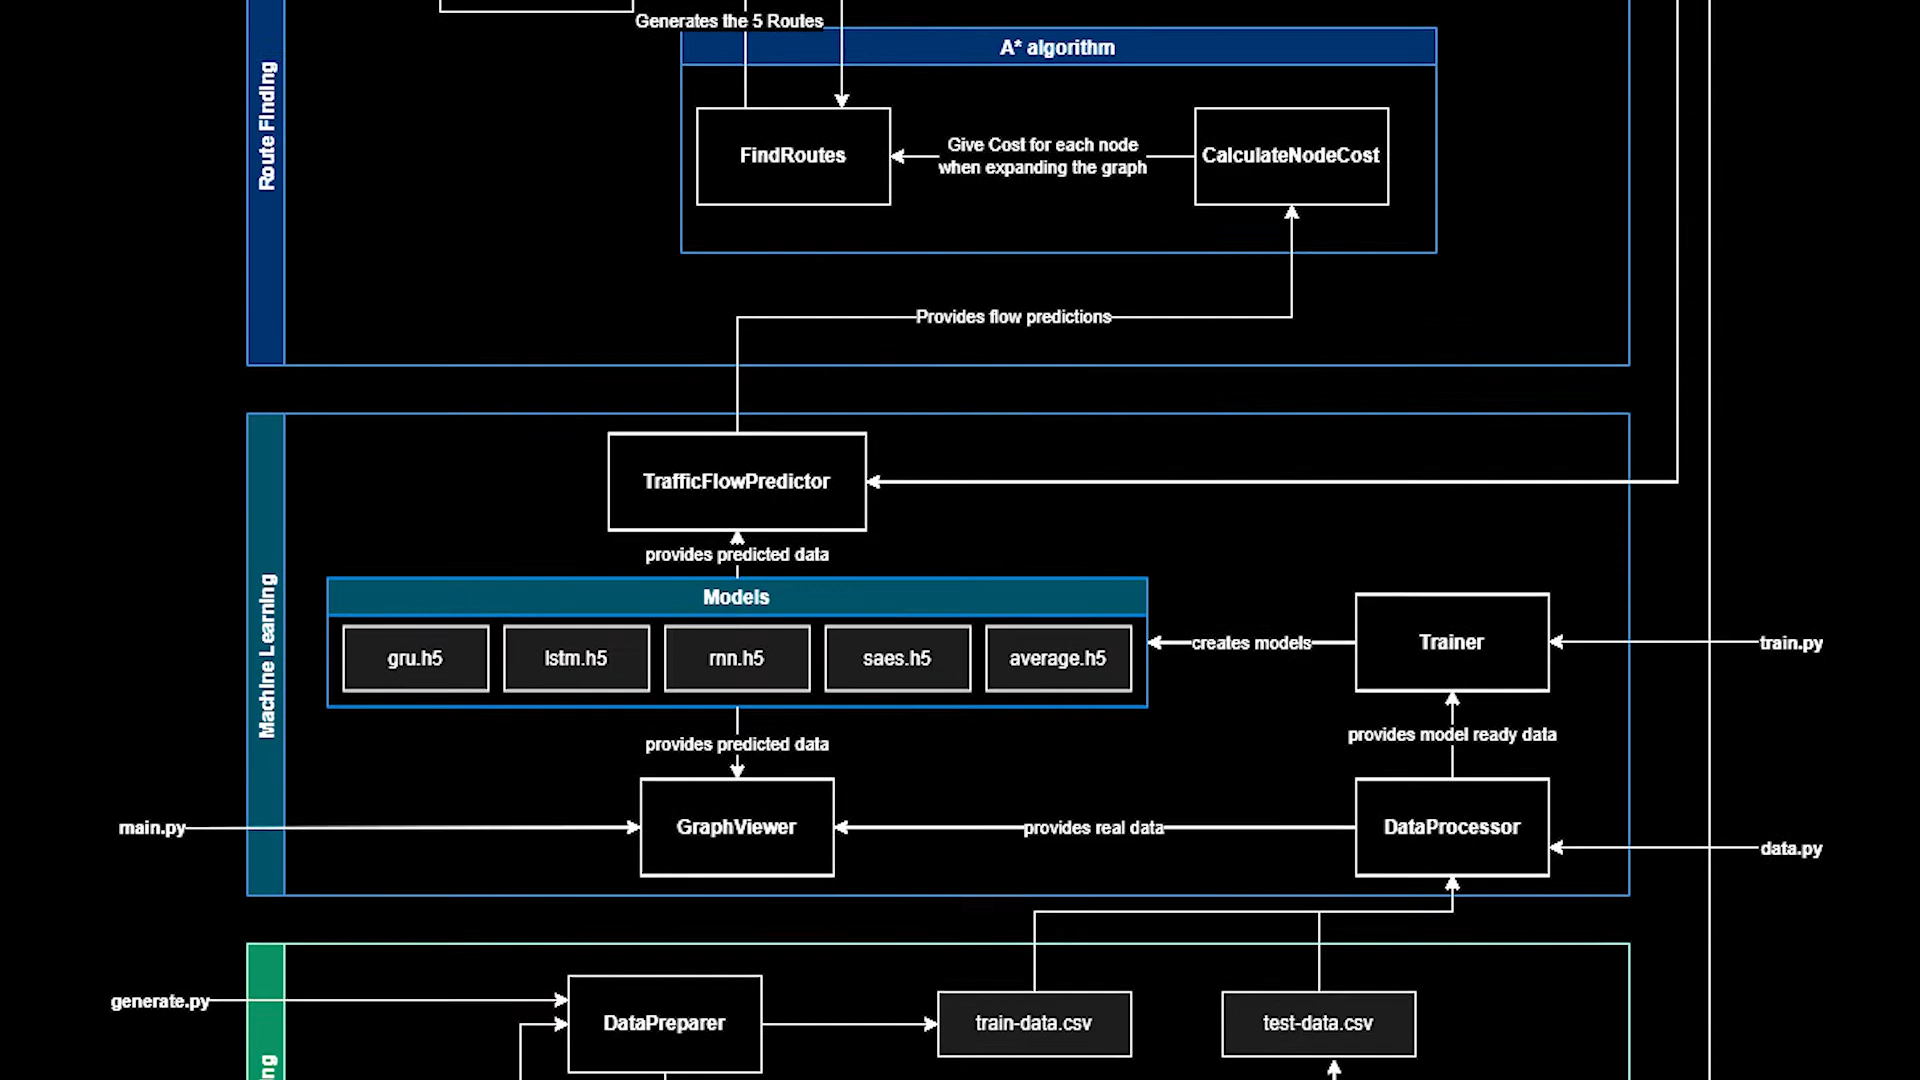 Generates the 5 Routes
A* algorithm
Route Finding
FindRoutes
Give Cost for each node
when expanding the graph
CalculateNodeCost
Provides flow predictions
Machine Learning
TrafficFlowPredictor
provides predicted data
Models
gru.h5
lstm.h5
rnn.h5
saes.h5
average.h5
creates models
Trainer
train.py
provides predicted data
provides model ready data
main.py
GraphViewer
provides real data
DataProcessor
data.py
generate.py
DataPreparer
train-data.csv
test-data.csv